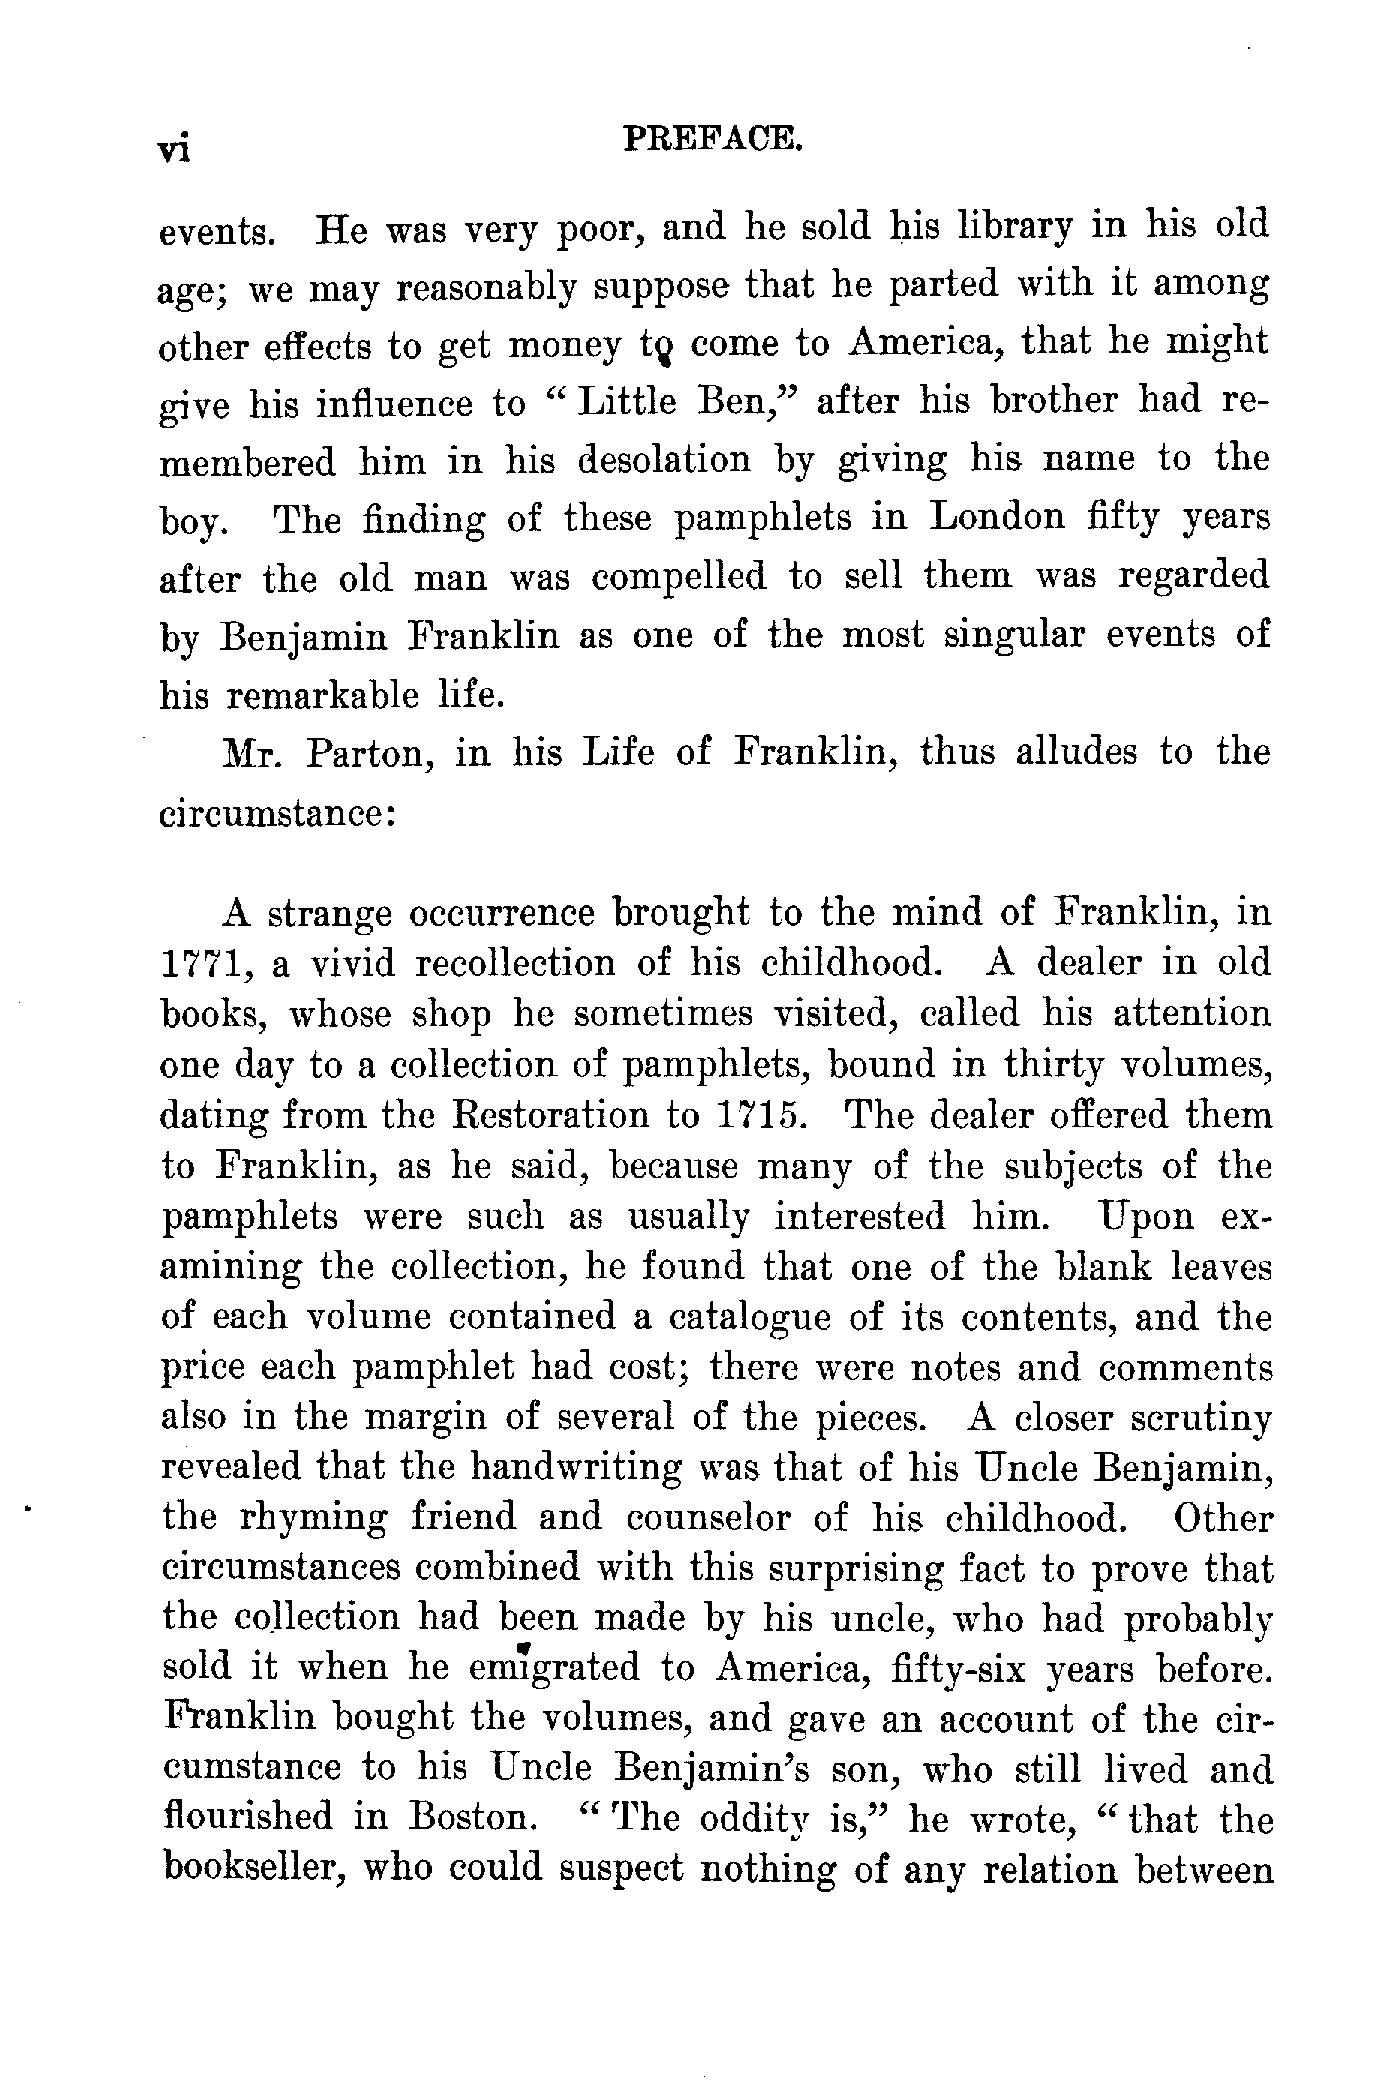 vi
PREFACE.
events. He was very poor, and he sold his library in his old
age; we may reasonably suppose that he parted with it among
other effects to get money to come to America, that he might
give his influence to “ Little Ben,” after his brother had re-
membered him in his desolation by giving his name to the
boy. The finding of these pamphlets in London fifty years
after the old man was compelled to sell them was regarded
by Benjamin Franklin as one of the most singular events of
his remarkable life.
Mr. Parton, in his Life of Franklin, thus alludes to the
circumstance:
A strange occurrence brought to the mind of Franklin, in
1771, a vivid recollection of his childhood. A dealer in old
books, whose shop he sometimes visited, called his attention
one day to a collection of pamphlets, bound in thirty volumes,
dating from the Restoration to 1715. The dealer offered them
to Franklin, as he said, because many of the subjects of the
pamphlets were such as usually interested him. Upon ex-
amining the collection, he found that one of the blank leaves
of each volume contained a catalogue of its contents, and the
price each pamphlet had cost; there were notes and comments
also in the margin of several of the pieces. A closer scrutiny
revealed that the handwriting was that of his Uncle Benjamin,
the rhyming friend and counselor of his childhood. Other
circumstances combined with this surprising fact to prove that
the collection had been made by his uncle, who had probably
sold it when he emigrated to America, fifty-six years before.
Franklin bought the volumes, and gave an account of the cir-
cumstance to his Uncle Benjamin’s son, who still lived and
flourished in Boston. “ The oddity is,” he wrote, “ that the
bookseller, who could suspect nothing of any relation between